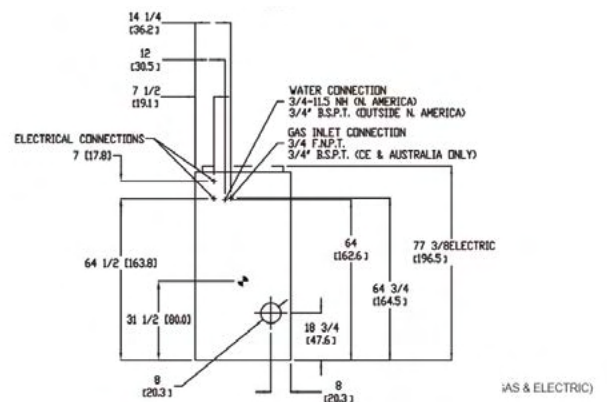 14 1/4
[36.2]
12
[30.5]
7 1/2
[19.1]
WATER CONNECTION
3/4-11.5 NH (N. AMERICA)
3/4" B.S.P.T. (OUTSIDE N. AMERICA)
ELECTRICAL CONNECTIONS
GAS INLET CONNECTION
3/4 F.N.P.T.
3/4" B.S.P.T. (CE & AUSTRALIA ONLY)
7 [17.8]
64 1/2 [163.8]
64
[162.6]
77 3/8ELECTRIC
[196.5]
64 3/4
[164.5]
31 1/2 [80.0]
18 3/4
[47.6]
8
[20.3]
8
[20.3]
AS & ELECTRIC)